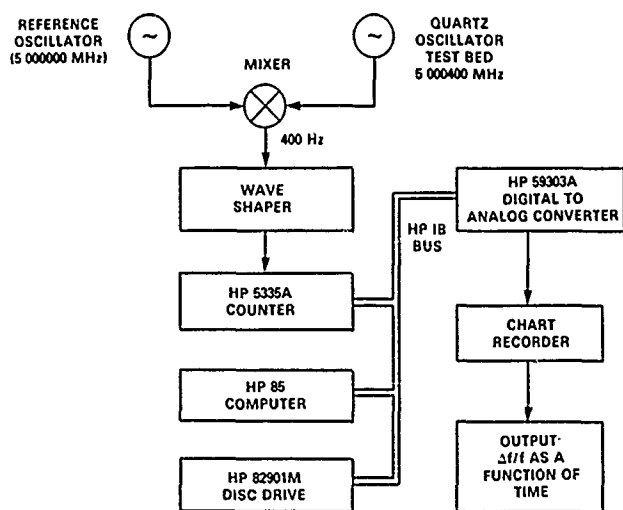 REFERENCE
OSCILLATOR
(5 000000 MHz)
QUARTZ
OSCILLATOR
TEST BED
5 000400 MHz
MIXER
400 Hz
WAVE
SHAPER
HP 5335A
COUNTER
HP 85
COMPUTER
HP 82901M
DISC DRIVE
HP IB
BUS
HP 59303A
DIGITAL TO
ANALOG CONVERTER
CHART
RECORDER
OUTPUT·
Δf/f AS A
FUNCTION OF
TIME